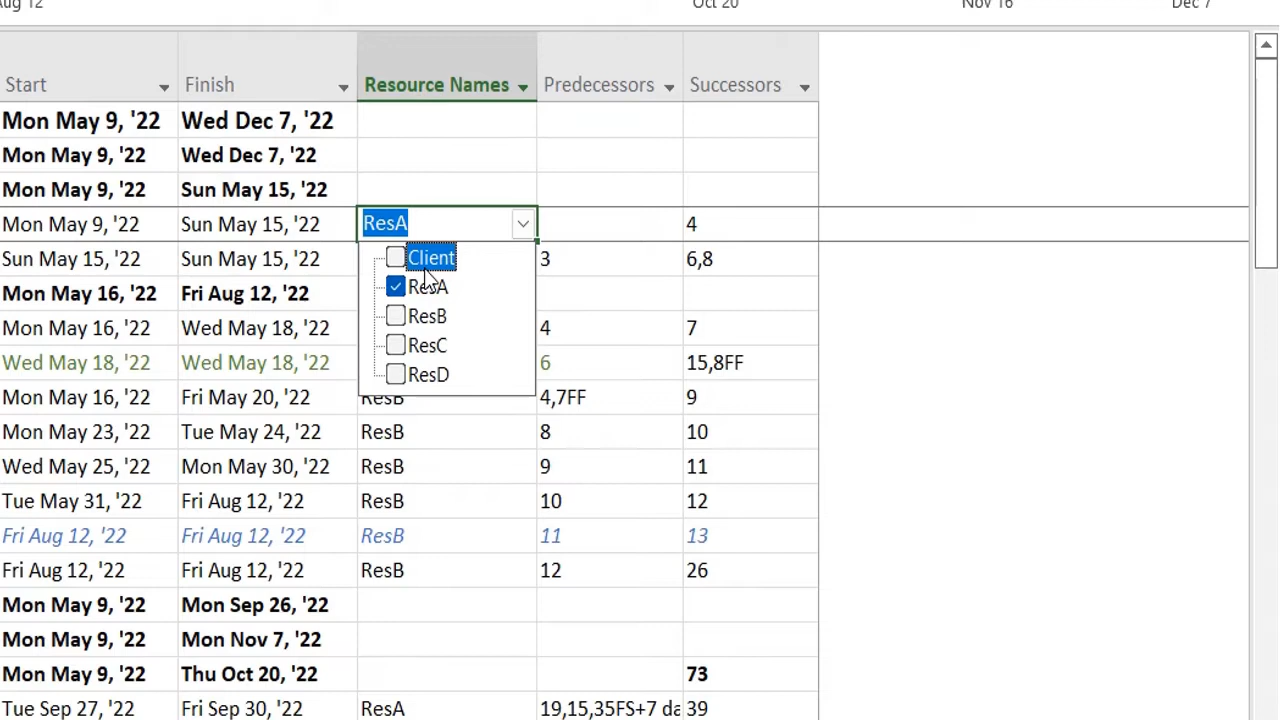 Aug 12 Oct 20 Nov 16 Dec 7
Start Finish Resource Names Predecessors Successors
Mon May 9, '22 Wed Dec 7, '22
Mon May 9, '22 Wed Dec 7, '22
Mon May 9, '22 Sun May 15, '22
Mon May 9, '22 Sun May 15, '22 ResA 4
Sun May 15, '22 Sun May 15, '22 Client 3 6,8
Mon May 16, '22 Fri Aug 12, '22 ResA
Mon May 16, '22 Wed May 18, '22 ResB 4 7
Wed May 18, '22 Wed May 18, '22 ResC 6 15,8FF
ResD
Mon May 16, '22 Fri May 20, '22 ResB 4,7FF 9
Mon May 23, '22 Tue May 24, '22 ResB 8 10
Wed May 25, '22 Mon May 30, '22 ResB 9 11
Tue May 31, '22 Fri Aug 12, '22 ResB 10 12
Fri Aug 12, '22 Fri Aug 12, '22 ResB 11 13
Fri Aug 12, '22 Fri Aug 12, '22 ResB 12 26
Mon May 9, '22 Mon Sep 26, '22
Mon May 9, '22 Mon Nov 7, '22
Mon May 9, '22 Thu Oct 20, '22 73
Tue Sep 27, '22 Fri Sep 30, '22 ResA 19,15,35FS+7 da 39